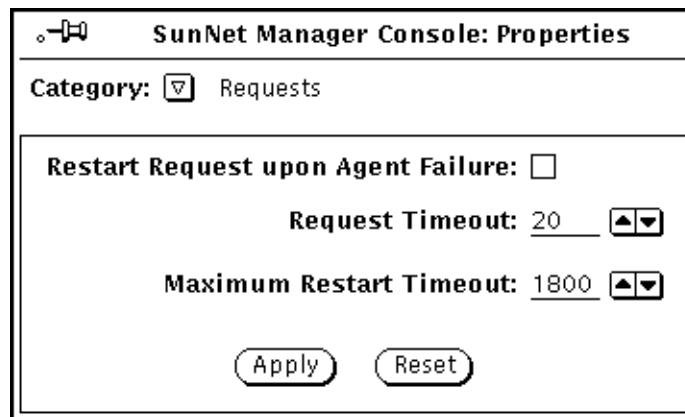 SunNet Manager Console: Properties
Category: Requests
Restart Request upon Agent Failure:
Request Timeout: 20
Maximum Restart Timeout: 1800
Apply Reset